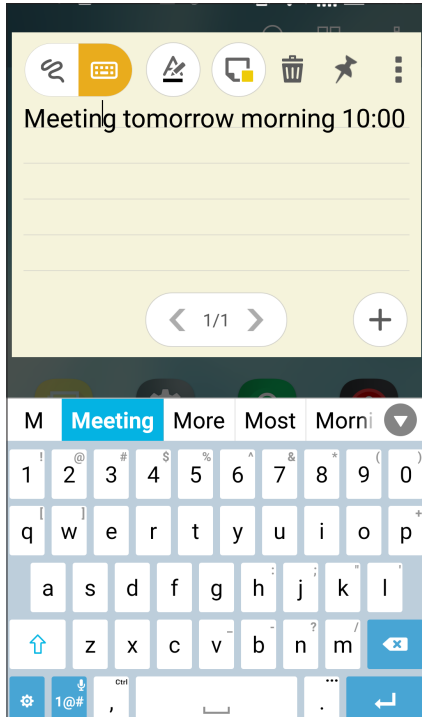 Meeting tomorrow morning 10:00
1/1
M Meeting More Most Morni
! @ # $ % ^ & * ( )
1 2 3 4 5 6 7 8 9 0
[ ] +
q w e r t y u i o p
: ; " '
a s d f g h j k l
_ - ? /
z x c v b n m
Ctrl
1@# , .